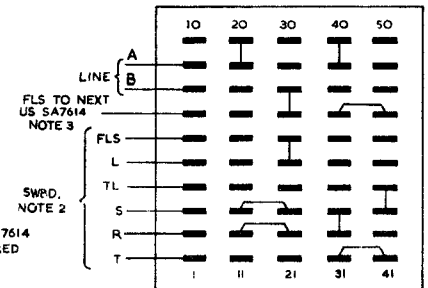 10 20 30 40 50
A
LINE
B
FLS TO NEXT
US SA7614
NOTE 3
FLS
L
TL
SWBD.
NOTE 2
S
7614
R
ED
T
1 11 21 31 41